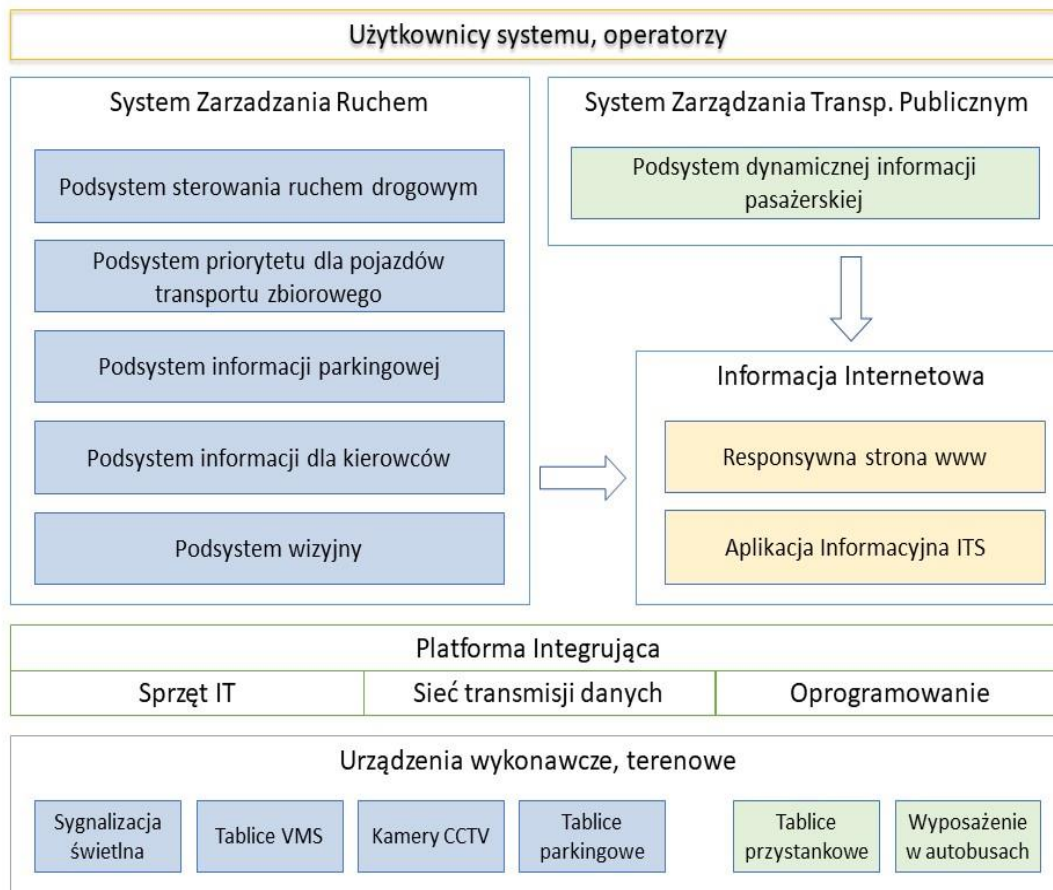 Użytkownicy systemu, operatorzy
System Zarzadzania Ruchem
Podsystem sterowania ruchem drogowym
Podsystem priorytetu dla pojazdów
transportu zbiorowego
Podsystem informacji parkingowej
Podsystem informacji dla kierowców
Podsystem wizyjny
System Zarządzania Transp. Publicznym
Podsystem dynamicznej informacji
pasażerskiej
Informacja Internetowa
Responsywna strona www
Aplikacja Informacyjna ITS
Platforma Integrująca
Sprzęt IT
Sieć transmisji danych
Oprogramowanie
Urządzenia wykonawcze, terenowe
Sygnalizacja
świetlna
Tablice VMS
Kamery CCTV
Tablice
parkingowe
Tablice
przystankowe
Wyposażenie
w autobusach